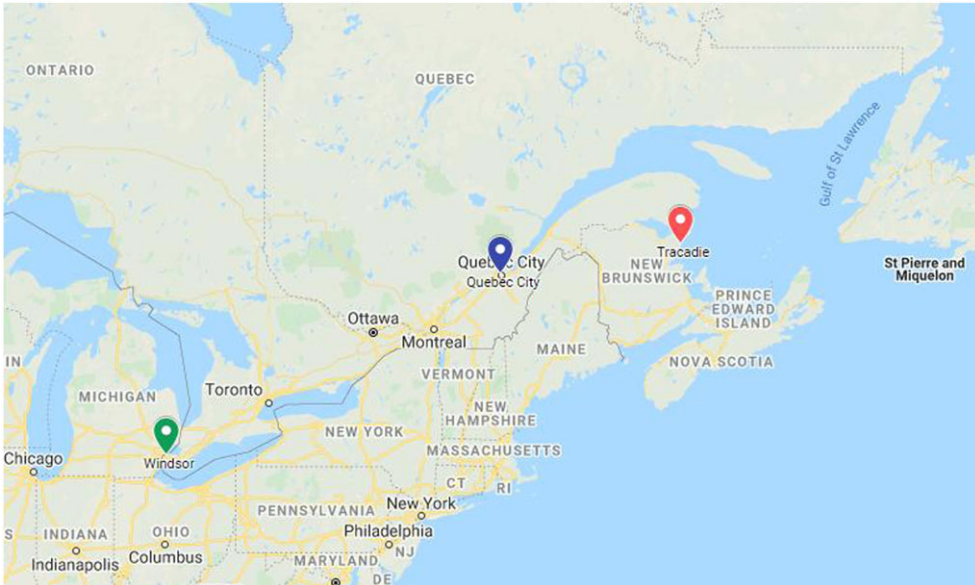 ONTARIO
QUEBEC
Gulf of St Lawrence
Quebec City
Quebec City
Tracadie
NEW
BRUNSWICK
St Pierre and
Miquelon
PRINCE
EDWARD
ISLAND
Ottawa
Montreal
MAINE
NOVA SCOTIA
IN
MICHIGAN
Toronto
VERMONT
NEW
HAMPSHIRE
NEW YORK
MASSACHUSETTS
Chicago
Windsor
CT
RI
PENNSYLVANIA
New York
Philadelphia
S
INDIANA
OHIO
NJ
Indianapolis
Columbus
MARYLAND
DE